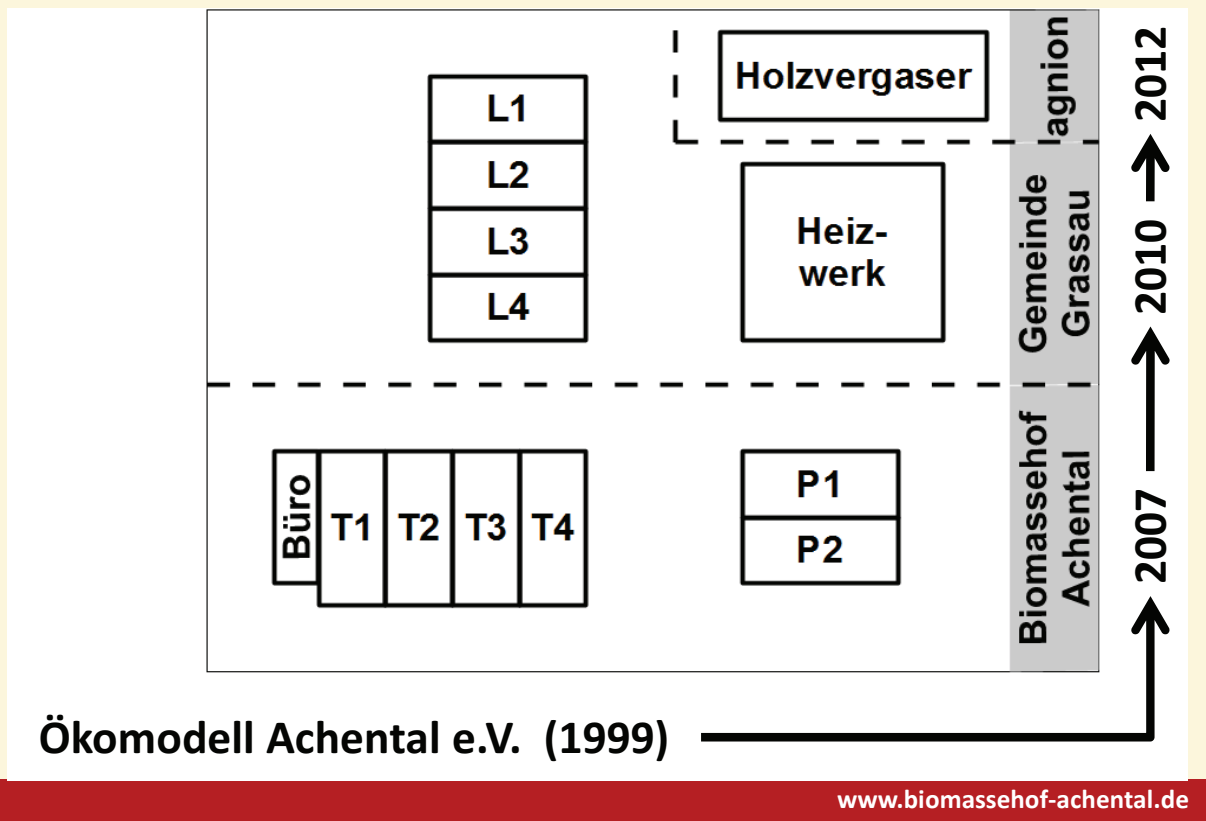 Holzvergaser
agnion
2012
L1
L2
L3
L4
Heiz-
werk
Gemeinde
Grassau
2010
Büro
T1 T2 T3 T4
P1
P2
Biomassehof
Achental
2007
Ökomodell Achental e.V. (1999)
www.biomassehof-achental.de